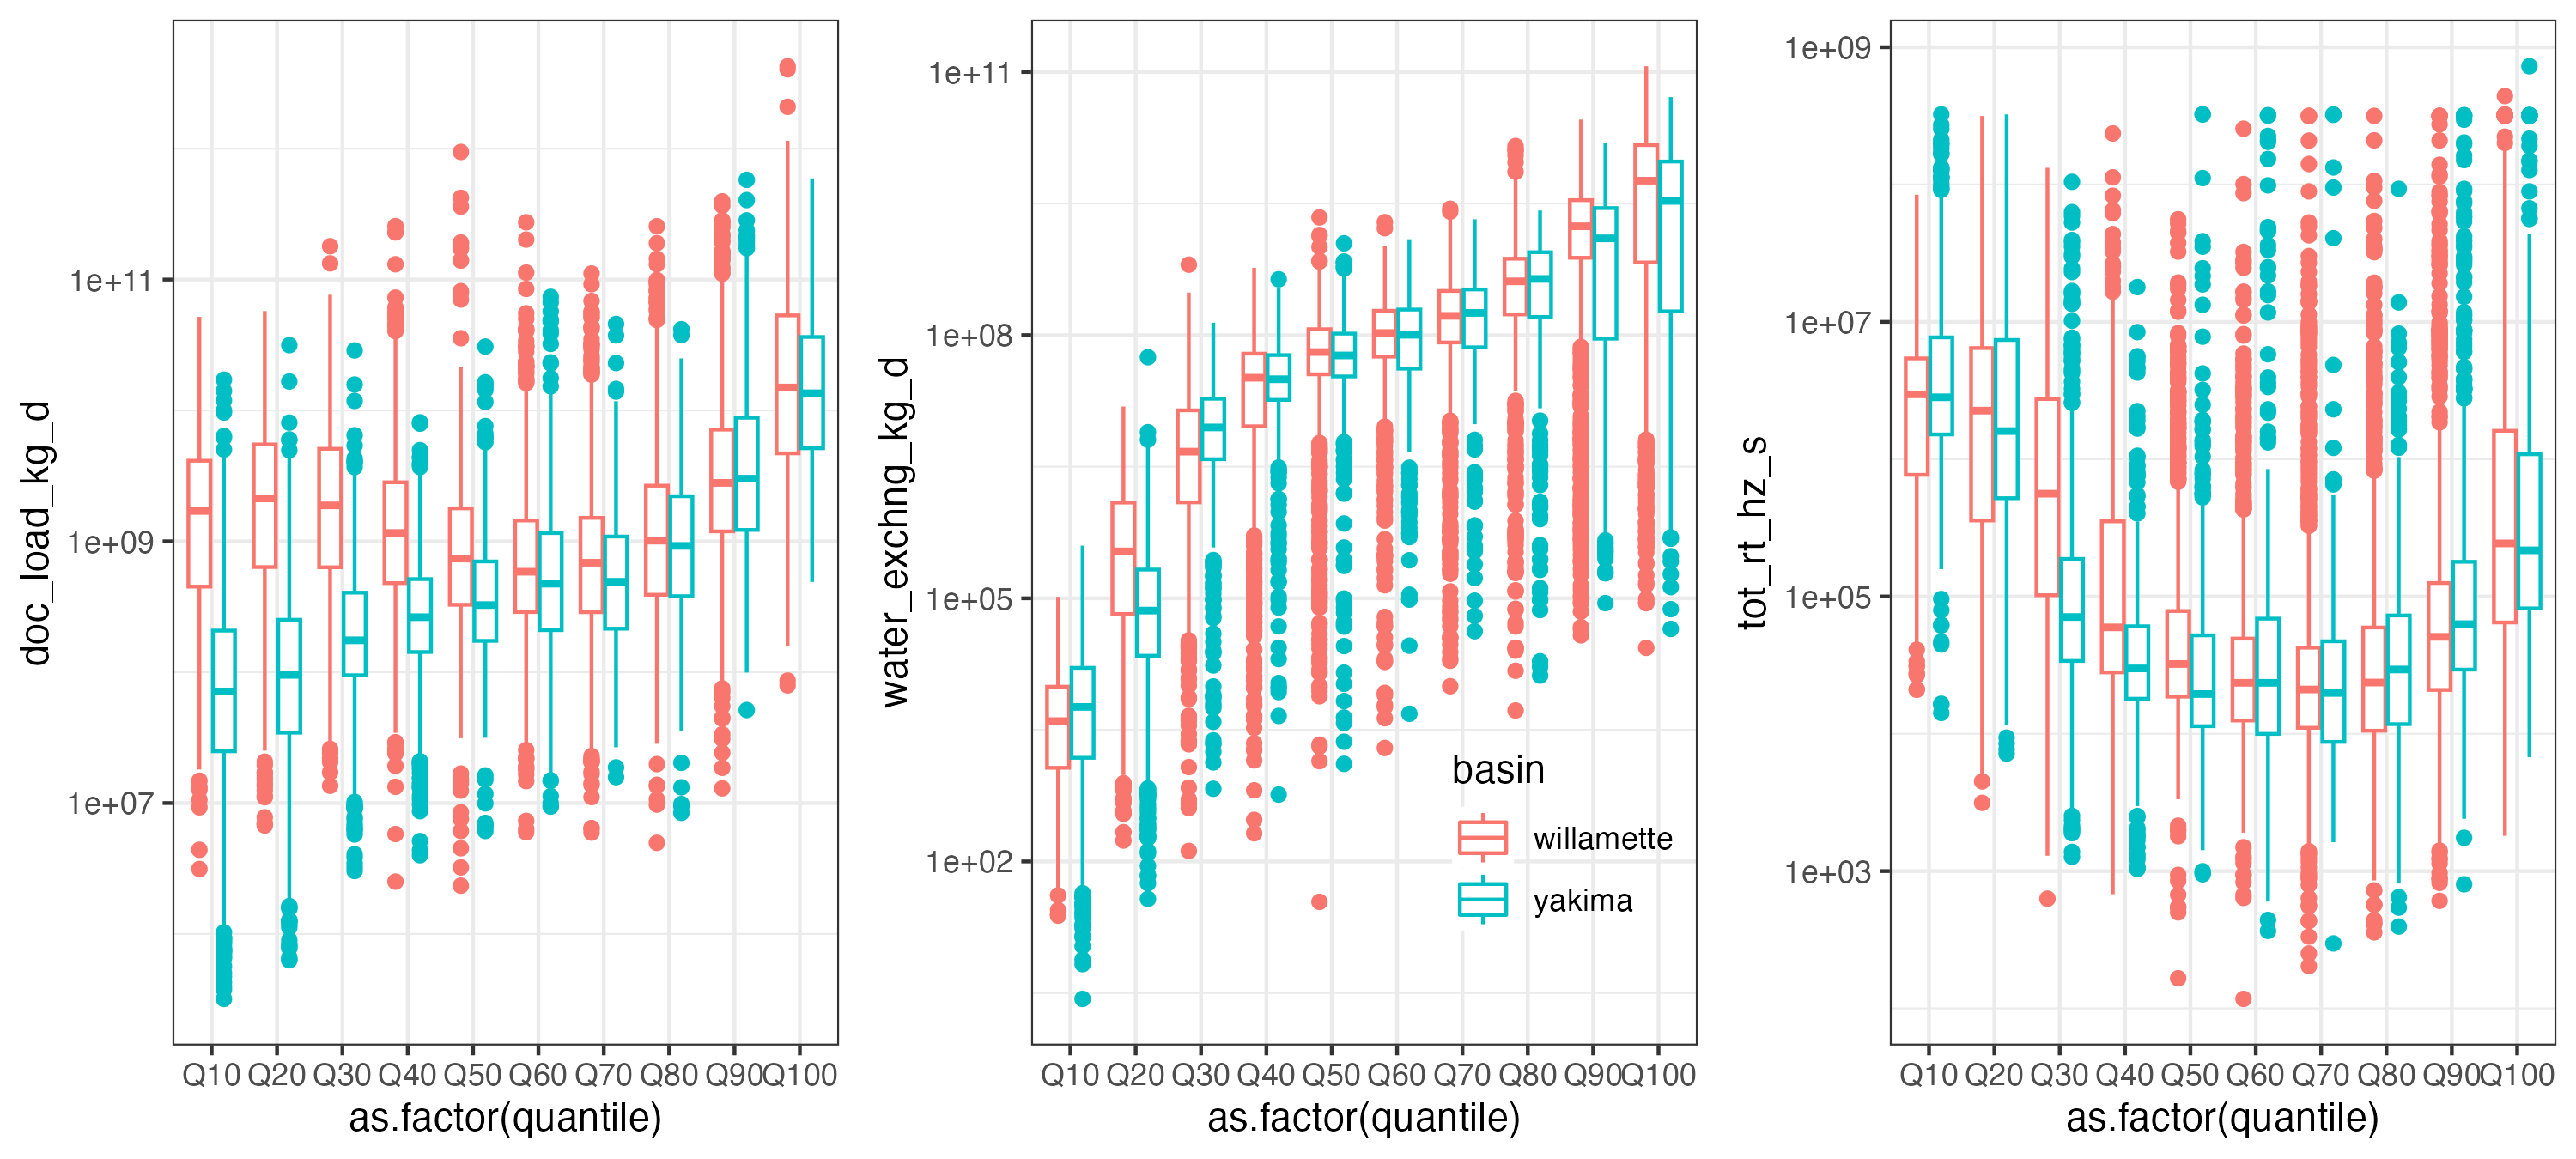 doc_load_kg_d
1e+11
1e+09
1e+07
Q10 Q20 Q30 Q40 Q50 Q60 Q70 Q80 Q90 Q100
as.factor(quantile)
water_exchng_kg_d
1e+11
1e+08
1e+05
1e+02
basin
willamette
yakima
Q10 Q20 Q30 Q40 Q50 Q60 Q70 Q80 Q90 Q100
as.factor(quantile)
tot_rt_hz_s
1e+09
1e+07
1e+05
1e+03
Q10 Q20 Q30 Q40 Q50 Q60 Q70 Q80 Q90 Q100
as.factor(quantile)